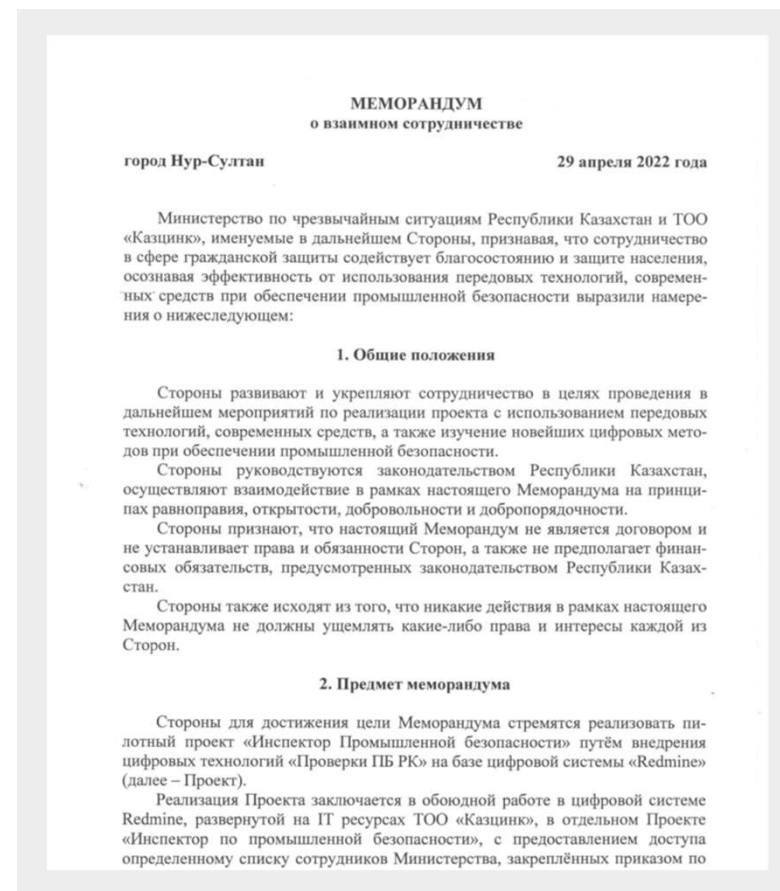 МЕМОРАНДУМ
о взаимном сотрудничестве
город Нур-Султан 29 апреля 2022 года
Министерство по чрезвычайным ситуациям Республики Казахстан и ТОО
«Казцинк», именуемые в дальнейшем Стороны, признавая, что сотрудничество
в сфере гражданской защиты содействует благосостоянию и защите населения,
осознавая эффективность от использования передовых технологий, современ-
ных средств при обеспечении промышленной безопасности выразили намере-
ния о нижеследующем:
1. Общие положения
Стороны развивают и укрепляют сотрудничество в целях проведения в
дальнейшем мероприятий по реализации проекта с использованием передовых
технологий, современных средств, а также изучение новейших цифровых мето-
дов при обеспечении промышленной безопасности.
Стороны руководствуются законодательством Республики Казахстан,
осуществляют взаимодействие в рамках настоящего Меморандума на принци-
пах равноправия, открытости, добровольности и добропорядочности.
Стороны признают, что настоящий Меморандум не является договором и
не устанавливает права и обязанности Сторон, а также не предполагает финан-
совых обязательств, предусмотренных законодательством Республики Казах-
стан.
Стороны также исходят из того, что никакие действия в рамках настоящего
Меморандума не должны ущемлять какие-либо права и интересы каждой из
Сторон.
2. Предмет меморандума
Стороны для достижения цели Меморандума стремятся реализовать пи-
лотный проект «Инспектор Промышленной безопасности» путём внедрения
цифровых технологий «Проверки ПБ РК» на базе цифровой системы «Redmine»
(далее – Проект).
Реализация Проекта заключается в обоюдной работе в цифровой системе
Redmine, развернутой на IT ресурсах ТОО «Казцинк», в отдельном Проекте
«Инспектор по промышленной безопасности», с предоставлением доступа
определенному списку сотрудников Министерства, закреплённых приказом по